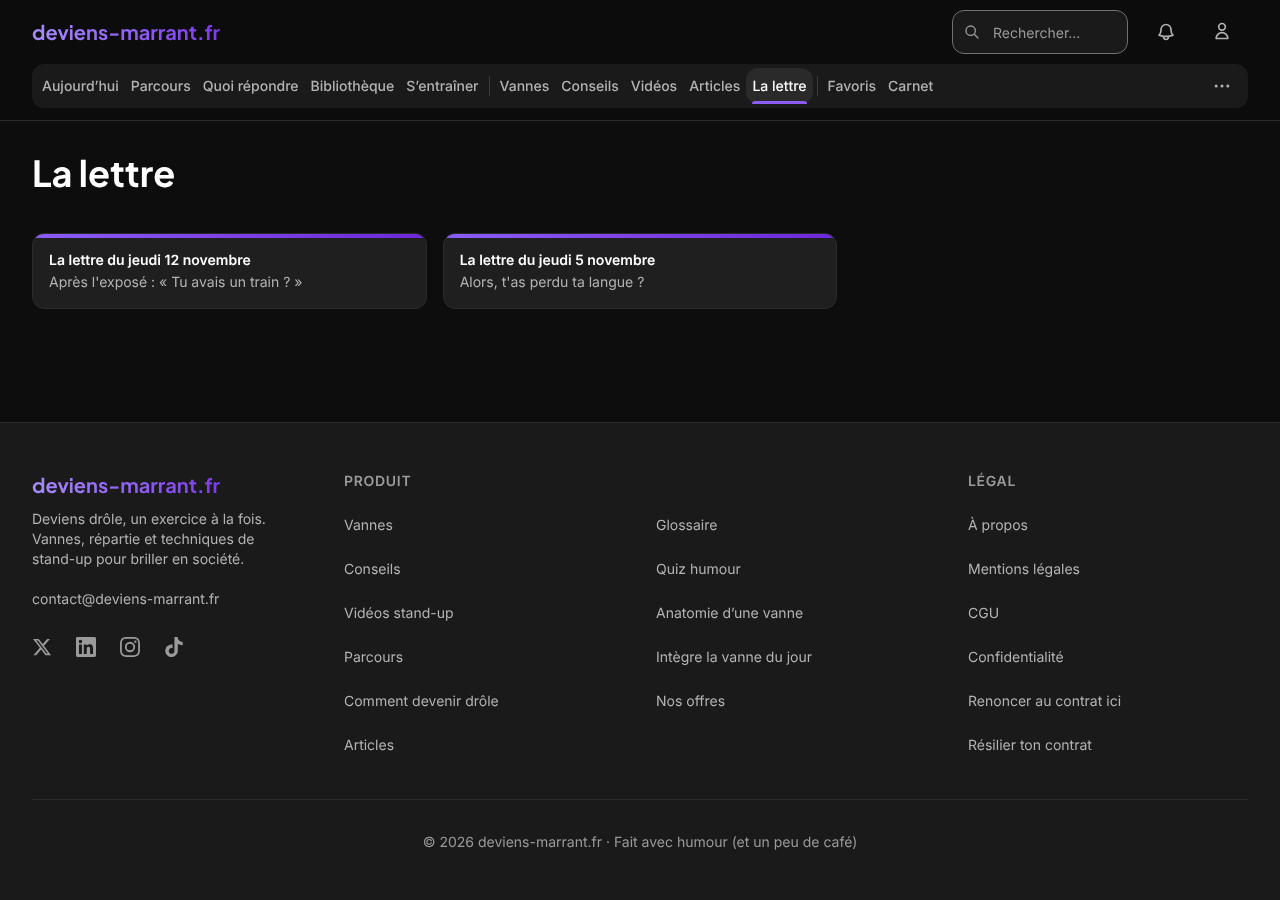 deviens-marrant.fr
Rechercher...
Aujourd’hui Parcours Quoi répondre Bibliothèque S’entraîner Vannes Conseils Vidéos Articles La lettre Favoris Carnet
La lettre
La lettre du jeudi 12 novembre
Après l'exposé : « Tu avais un train ? »
La lettre du jeudi 5 novembre
Alors, t'as perdu ta langue ?
deviens-marrant.fr
Deviens drôle, un exercice à la fois.
Vannes, répartie et techniques de
stand-up pour briller en société.
contact@deviens-marrant.fr
PRODUIT
Vannes
Conseils
Vidéos stand-up
Parcours
Comment devenir drôle
Articles
Glossaire
Quiz humour
Anatomie d’une vanne
Intègre la vanne du jour
Nos offres
LÉGAL
À propos
Mentions légales
CGU
Confidentialité
Renoncer au contrat ici
Résilier ton contrat
© 2026 deviens-marrant.fr · Fait avec humour (et un peu de café)